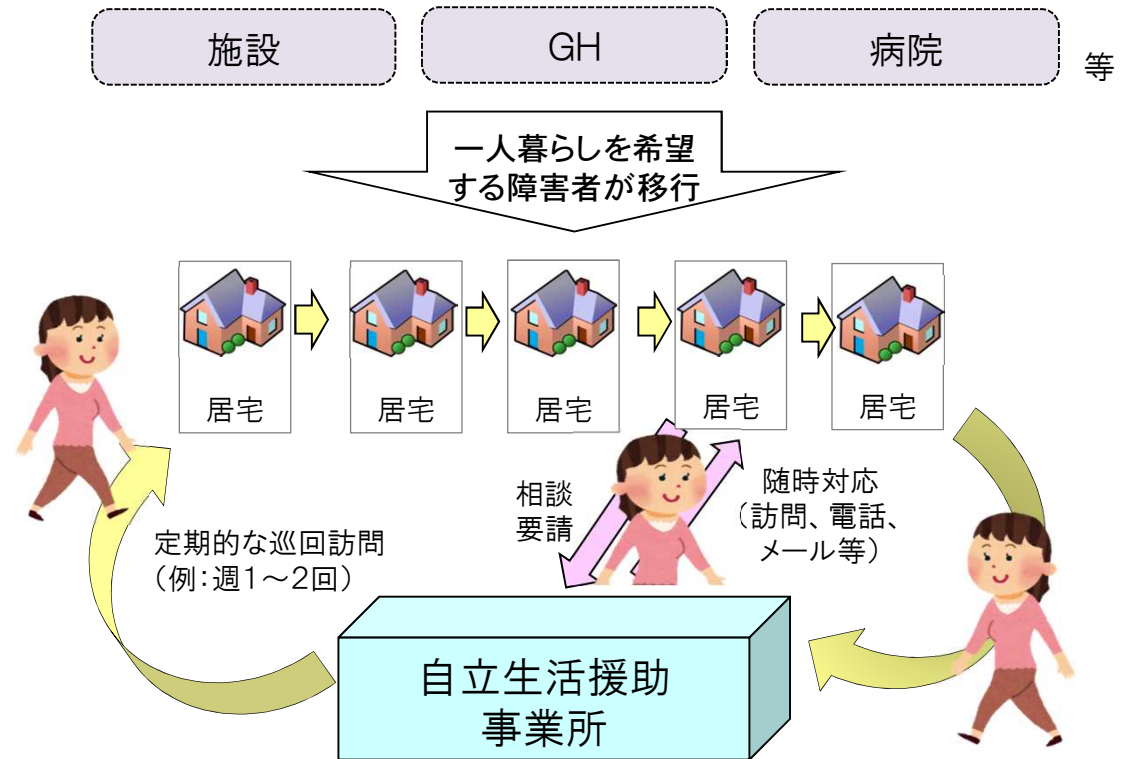 施設
GH
病院
等
一人暮らしを希望
する障害者が移行
居宅
居宅
居宅
居宅
居宅
相談
要請
随時対応
（訪問、電話、
メール等）
定期的な巡回訪問
（例：週1～2回）
自立生活援助
事業所